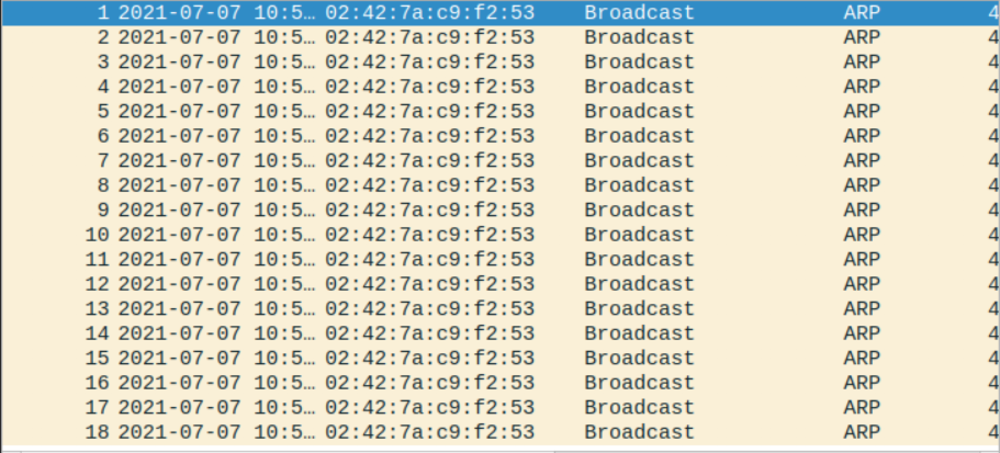 1 2021-07-07 10:5… 02:42:7a:c9:f2:53 Broadcast ARP 4
2 2021-07-07 10:5… 02:42:7a:c9:f2:53 Broadcast ARP 4
3 2021-07-07 10:5… 02:42:7a:c9:f2:53 Broadcast ARP 4
4 2021-07-07 10:5… 02:42:7a:c9:f2:53 Broadcast ARP 4
5 2021-07-07 10:5… 02:42:7a:c9:f2:53 Broadcast ARP 4
6 2021-07-07 10:5… 02:42:7a:c9:f2:53 Broadcast ARP 4
7 2021-07-07 10:5… 02:42:7a:c9:f2:53 Broadcast ARP 4
8 2021-07-07 10:5… 02:42:7a:c9:f2:53 Broadcast ARP 4
9 2021-07-07 10:5… 02:42:7a:c9:f2:53 Broadcast ARP 4
10 2021-07-07 10:5… 02:42:7a:c9:f2:53 Broadcast ARP 4
11 2021-07-07 10:5… 02:42:7a:c9:f2:53 Broadcast ARP 4
12 2021-07-07 10:5… 02:42:7a:c9:f2:53 Broadcast ARP 4
13 2021-07-07 10:5… 02:42:7a:c9:f2:53 Broadcast ARP 4
14 2021-07-07 10:5… 02:42:7a:c9:f2:53 Broadcast ARP 4
15 2021-07-07 10:5… 02:42:7a:c9:f2:53 Broadcast ARP 4
16 2021-07-07 10:5… 02:42:7a:c9:f2:53 Broadcast ARP 4
17 2021-07-07 10:5… 02:42:7a:c9:f2:53 Broadcast ARP 4
18 2021-07-07 10:5… 02:42:7a:c9:f2:53 Broadcast ARP 4